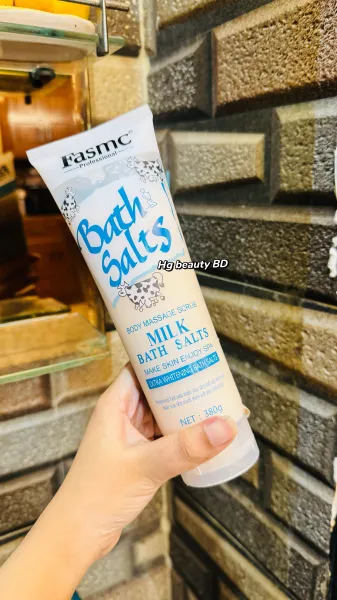 Fasmc
Professional
Bath
Salts
Hg beauty BD
BODY MASSAGE SCRUB
MILK
BATH SALTS
MAKE SKIN ENJOY SPA
EXTRA WHITENING BATH SALTS
NET : 380g